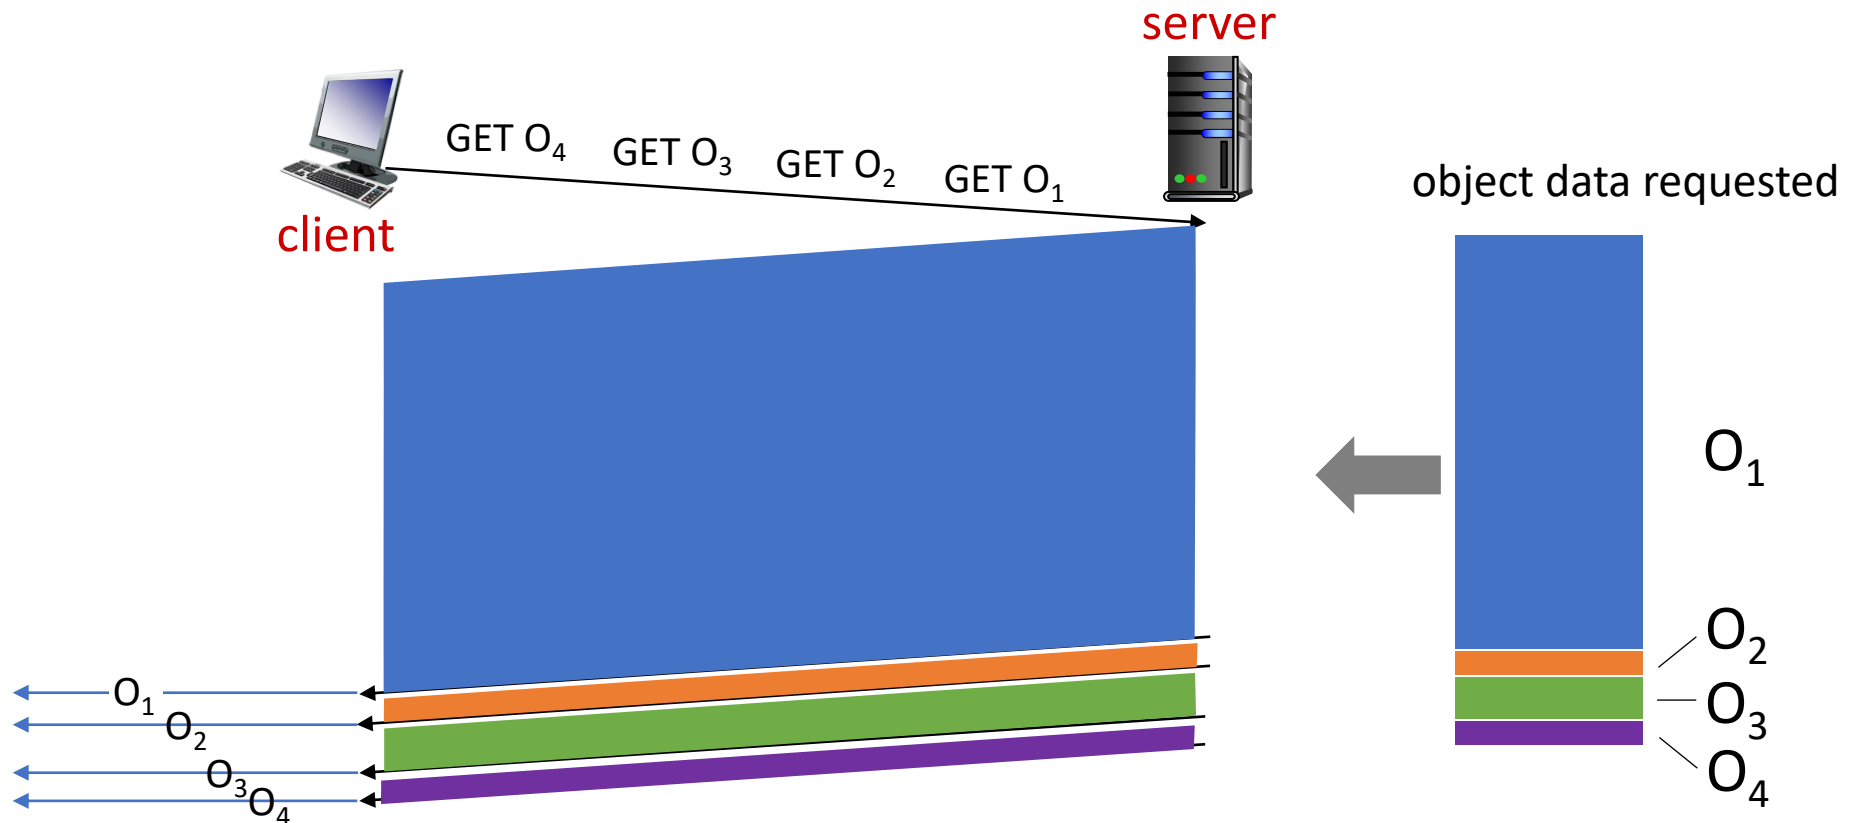 server
GET O₄ GET O₃ GET O₂ GET O₁
object data requested
client
O₁
O₂
O₃
O₄
O₁
O₂
O₃
O₄